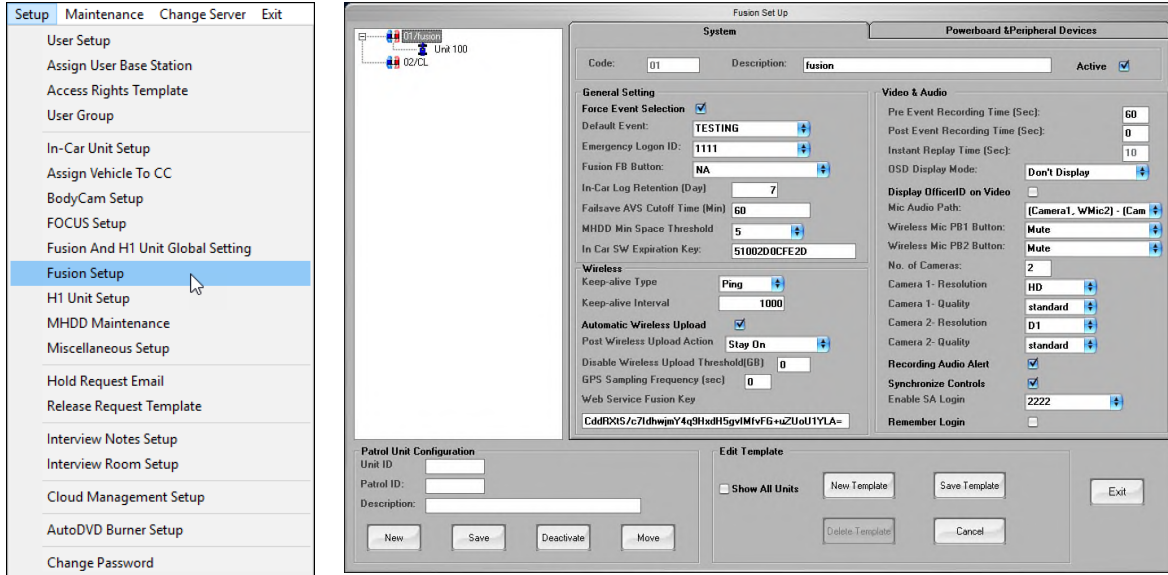 Setup Maintenance Change Server Exit
User Setup
Assign User Base Station
Access Rights Template
User Group
In-Car Unit Setup
Assign Vehicle To CC
BodyCam Setup
FOCUS Setup
Fusion And H1 Unit Global Setting
Fusion Setup
H1 Unit Setup
MHDD Maintenance
Miscellaneous Setup
Hold Request Email
Release Request Template
Interview Notes Setup
Interview Room Setup
Cloud Management Setup
AutoDVD Burner Setup
Change Password
Fusion Set Up
01/fusion
Unit 100
02/CL
System
Powerboard &Peripheral Devices
Code: 01 Description: fusion Active
General Setting
Force Event Selection
Default Event: TESTING
Emergency Logon ID: 1111
Fusion FB Button: NA
In-Car Log Retention (Day) 7
Failsave AVS Cutoff Time (Min) 60
MHDD Min Space Threshold 5
In Car SW Expiration Key: 51002D0CFE2D
Wireless
Keep-alive Type Ping
Keep-alive Interval 1000
Automatic Wireless Upload
Post Wireless Upload Action Stay On
Disable Wireless Upload Threshold(GB) 0
GPS Sampling Frequency (sec) 0
Web Service Fusion Key
CddRXtS/c7IdhwjmY4q9HxdH5gvIMfvFG+uZUoU1YLA=
Video & Audio
Pre Event Recording Time (Sec): 60
Post Event Recording Time (Sec): 0
Instant Replay Time (Sec): 10
OSD Display Mode: Don't Display
Display OfficerID on Video
Mic Audio Path: (Camera1, WMic2) - (Cam
Wireless Mic PB1 Button: Mute
Wireless Mic PB2 Button: Mute
No. of Cameras: 2
Camera 1- Resolution HD
Camera 1- Quality standard
Camera 2- Resolution D1
Camera 2- Quality standard
Recording Audio Alert
Synchronize Controls
Enable SA Login 2222
Remember Login
Patrol Unit Configuration
Unit ID
Patrol ID:
Description:
New Save Deactivate Move
Edit Template
Show All Units New Template Save Template
Delete Template Cancel
Exit